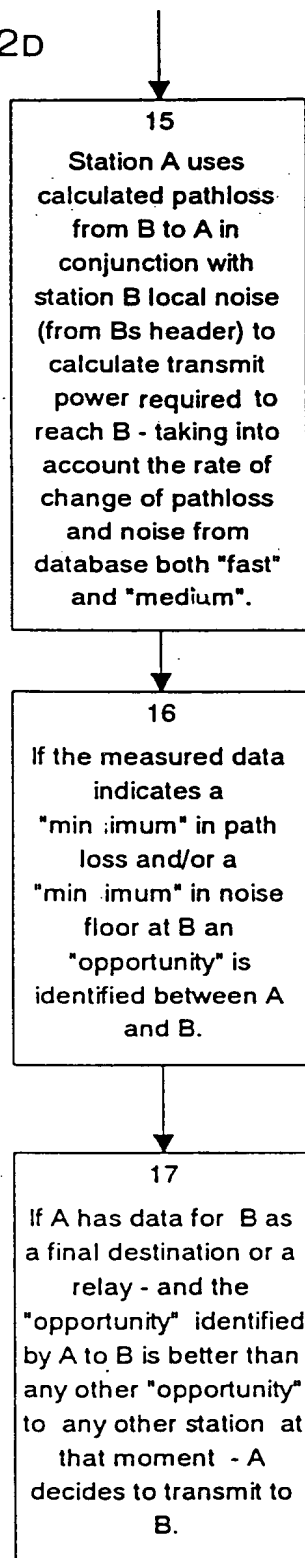 2D
15
Station A uses
calculated pathloss
from B to A in
conjunction with
station B local noise
(from Bs header) to
calculate transmit
power required to
reach B - taking into
account the rate of
change of pathloss
and noise from
database both "fast"
and "medium".
16
If the measured data
indicates a
"min imum" in path
loss and/or a
"min imum" in noise
floor at B an
"opportunity" is
identified between A
and B.
17
If A has data for B as
a final destination or a
relay - and the
"opportunity" identified
by A to B is better than
any other "opportunity"
to any other station at
that moment - A
decides to transmit to
B.